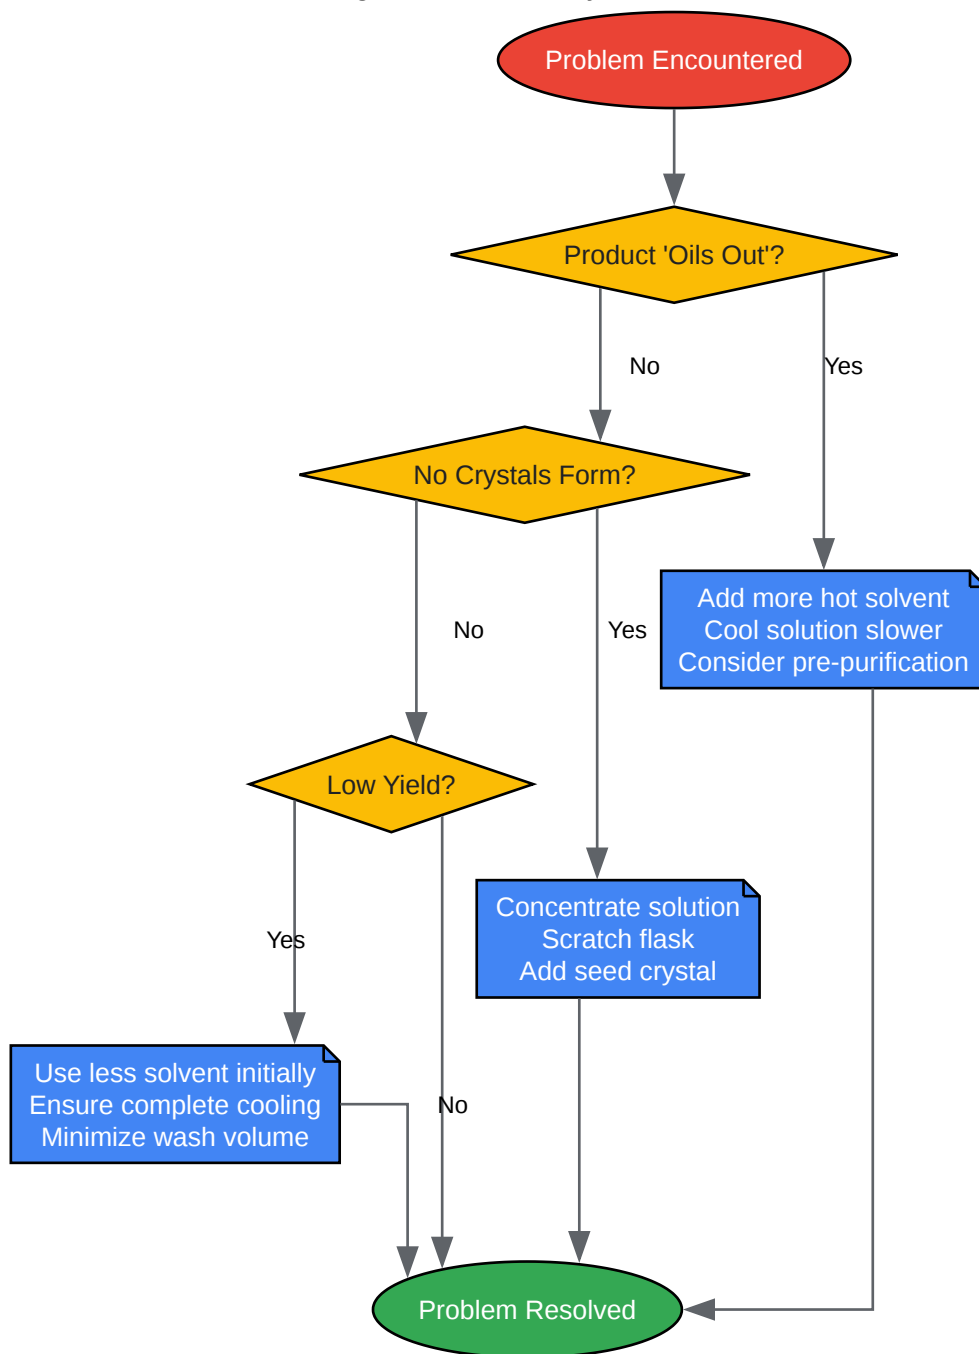 Problem Encountered
Product 'Oils Out'?
No
Yes
No Crystals Form?
No
Yes
Add more hot solvent
Cool solution slower
Consider pre-purification
Low Yield?
Concentrate solution
Scratch flask
Add seed crystal
Yes
No
Use less solvent initially
Ensure complete cooling
Minimize wash volume
Problem Resolved